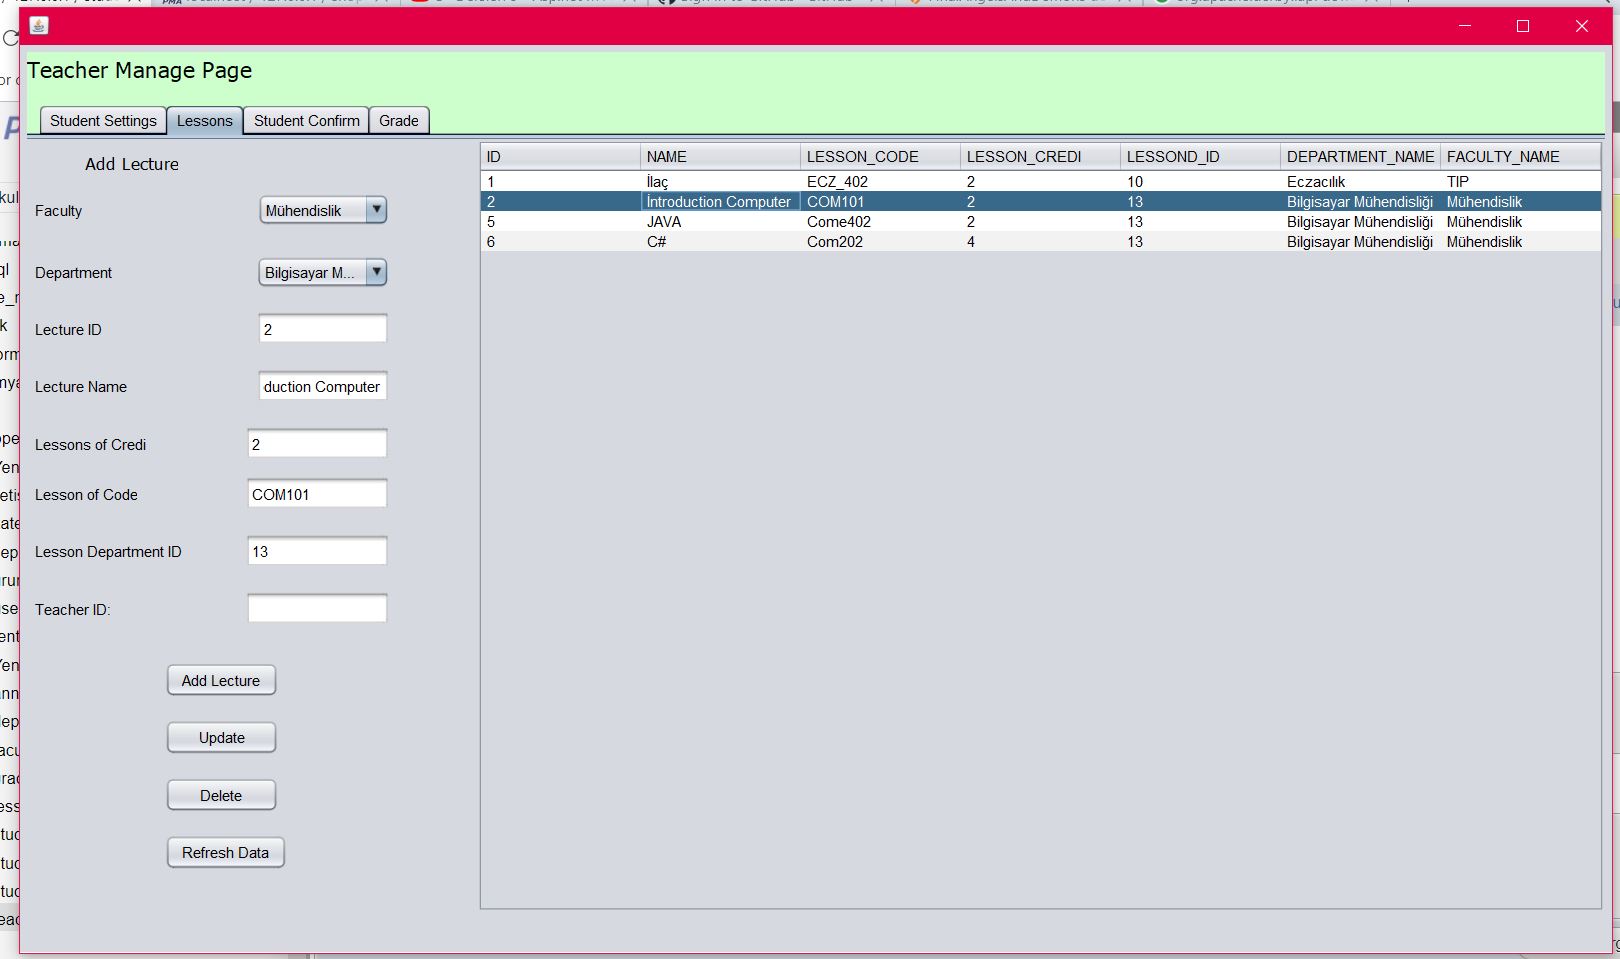 Teacher Manage Page
Student Settings Lessons Student Confirm Grade
Add Lecture
Faculty Mühendislik
Department Bilgisayar M...
Lecture ID 2
Lecture Name duction Computer
Lessons of Credi 2
Lesson of Code COM101
Lesson Department ID 13
Teacher ID:
Add Lecture
Update
Delete
Refresh Data
ID NAME LESSON_CODE LESSON_CREDI LESSOND_ID DEPARTMENT_NAME FACULTY_NAME
1 İlaç ECZ_402 2 10 Eczacılık TIP
2 İntroduction Computer COM101 2 13 Bilgisayar Mühendisliği Mühendislik
5 JAVA Come402 2 13 Bilgisayar Mühendisliği Mühendislik
6 C# Com202 4 13 Bilgisayar Mühendisliği Mühendislik